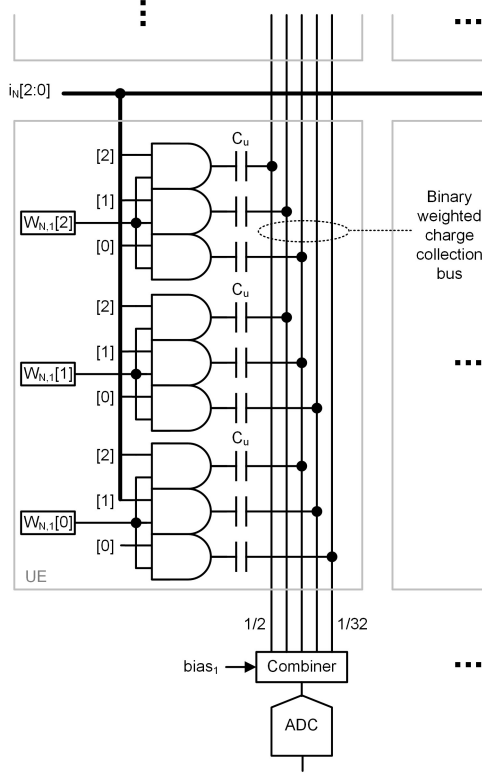 iN[2:0]
[2]
Cu
[1]
WN,1[2]
[0]
Binary
weighted
charge
collection
bus
[2]
Cu
[1]
WN,1[1]
[0]
[2]
Cu
[1]
WN,1[0]
[0]
UE
1/2
1/32
bias1
Combiner
ADC